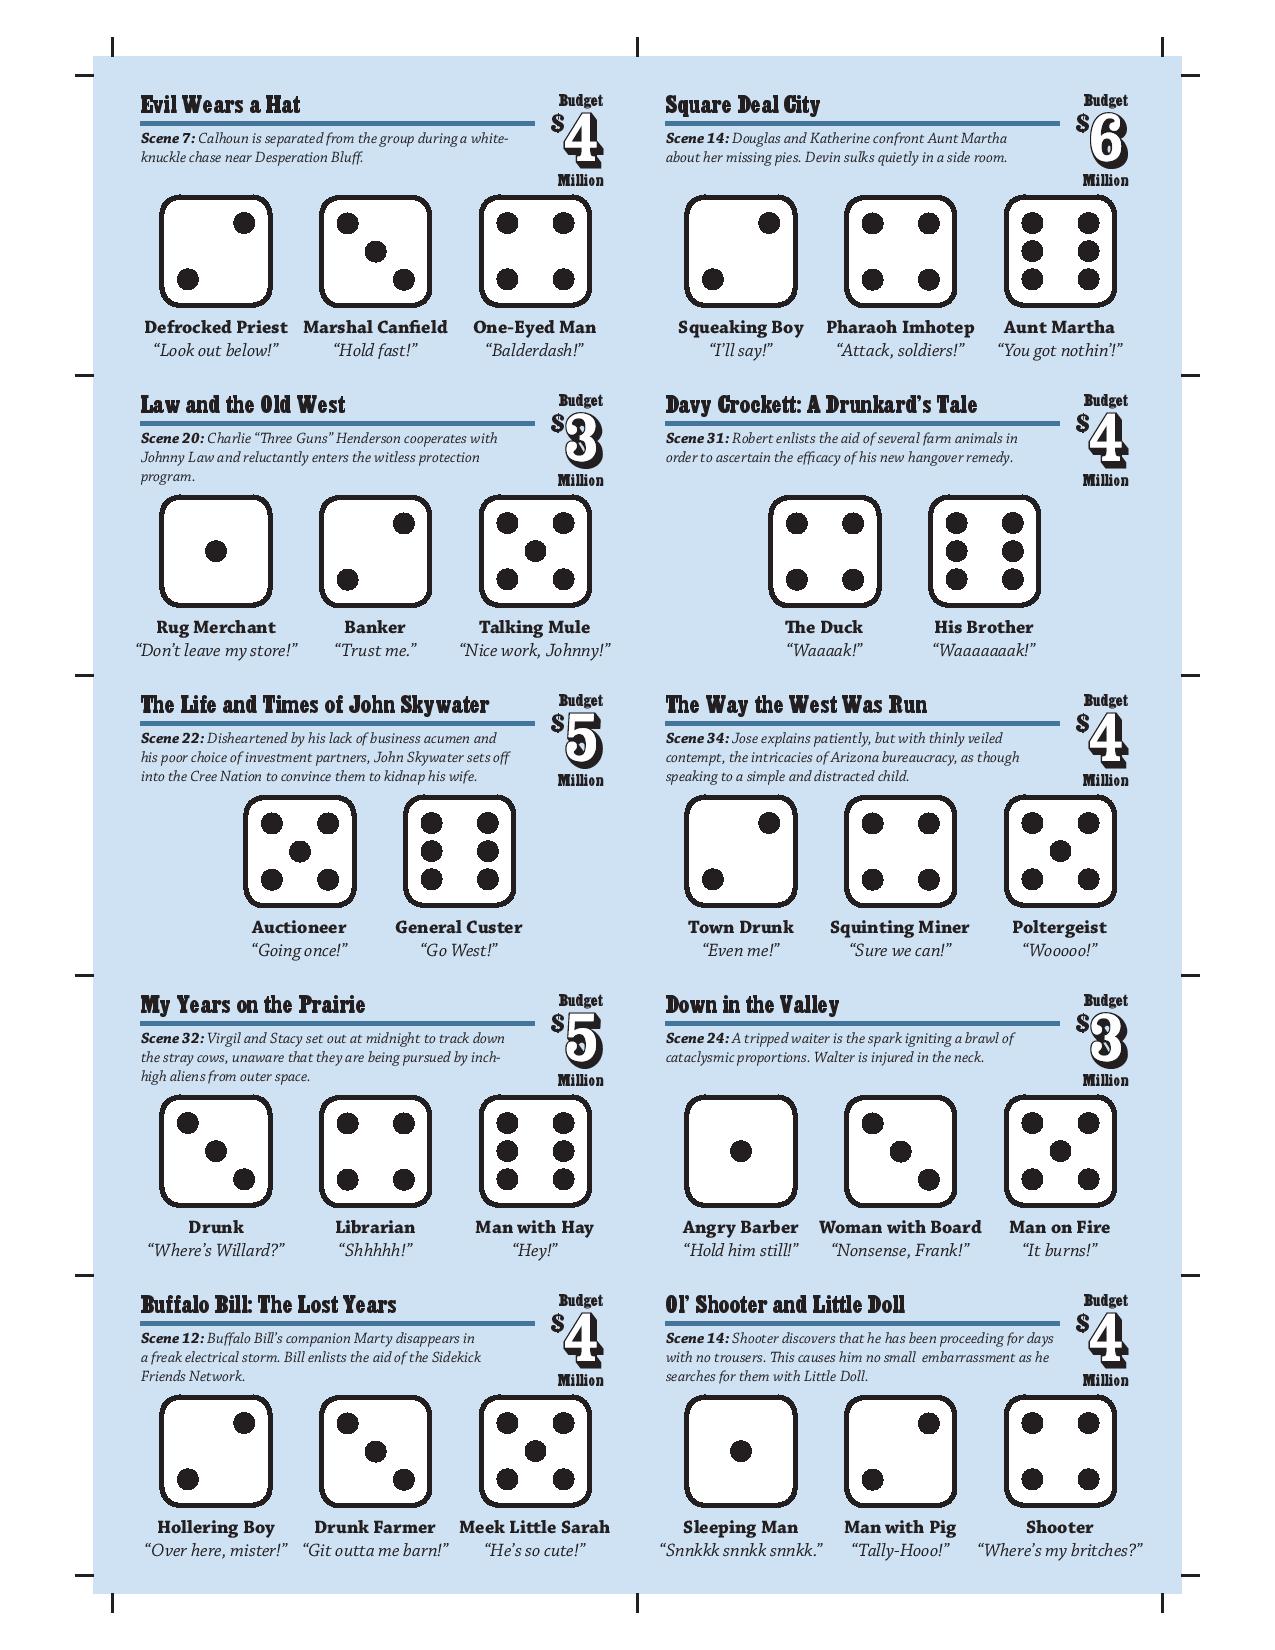 Evil Wears a Hat
Budget
$4
Million
Scene 7: Calhoun is separated from the group during a white-
knuckle chase near Desperation Bluff.
Defrocked Priest
“Look out below!”
Marshal Canfield
“Hold fast!”
One-Eyed Man
“Balderdash!”
Square Deal City
Budget
$6
Million
Scene 14: Douglas and Katherine confront Aunt Martha
about her missing pies. Devin sulks quietly in a side room.
Squeaking Boy
“I’ll say!”
Pharaoh Imhotep
“Attack, soldiers!”
Aunt Martha
“You got nothin’!”
Law and the Old West
Budget
$3
Million
Scene 20: Charlie “Three Guns” Henderson cooperates with
Johnny Law and reluctantly enters the witless protection
program.
Rug Merchant
“Don’t leave my store!”
Banker
“Trust me.”
Talking Mule
“Nice work, Johnny!”
Davy Crockett: A Drunkard’s Tale
Budget
$4
Million
Scene 31: Robert enlists the aid of several farm animals in
order to ascertain the efficacy of his new hangover remedy.
The Duck
“Waaaak!”
His Brother
“Waaaaaaak!”
The Life and Times of John Skywater
Budget
$5
Million
Scene 22: Disheartened by his lack of business acumen and
his poor choice of investment partners, John Skywater sets off
into the Cree Nation to convince them to kidnap his wife.
Auctioneer
“Going once!”
General Custer
“Go West!”
The Way the West Was Run
Budget
$4
Million
Scene 34: Jose explains patiently, but with thinly veiled
contempt, the intricacies of Arizona bureaucracy, as though
speaking to a simple and distracted child.
Town Drunk
“Even me!”
Squinting Miner
“Sure we can!”
Poltergeist
“Wooooo!”
My Years on the Prairie
Budget
$5
Million
Scene 32: Virgil and Stacy set out at midnight to track down
the stray cows, unaware that they are being pursued by inch-
high aliens from outer space.
Drunk
“Where’s Willard?”
Librarian
“Shhhhh!”
Man with Hay
“Hey!”
Down in the Valley
Budget
$3
Million
Scene 24: A tripped waiter is the spark igniting a brawl of
cataclysmic proportions. Walter is injured in the neck.
Angry Barber
“Hold him still!”
Woman with Board
“Nonsense, Frank!”
Man on Fire
“It burns!”
Buffalo Bill: The Lost Years
Budget
$4
Million
Scene 12: Buffalo Bill’s companion Marty disappears in
a freak electrical storm. Bill enlists the aid of the Sidekick
Friends Network.
Hollering Boy
“Over here, mister!”
Drunk Farmer
“Git outta me barn!”
Meek Little Sarah
“He’s so cute!”
Ol’ Shooter and Little Doll
Budget
$4
Million
Scene 14: Shooter discovers that he has been proceeding for days
with no trousers. This causes him no small embarrassment as he
searches for them with Little Doll.
Sleeping Man
“Snnkkk snnkk snnkk.”
Man with Pig
“Tally-Hooo!”
Shooter
“Where’s my britches?”